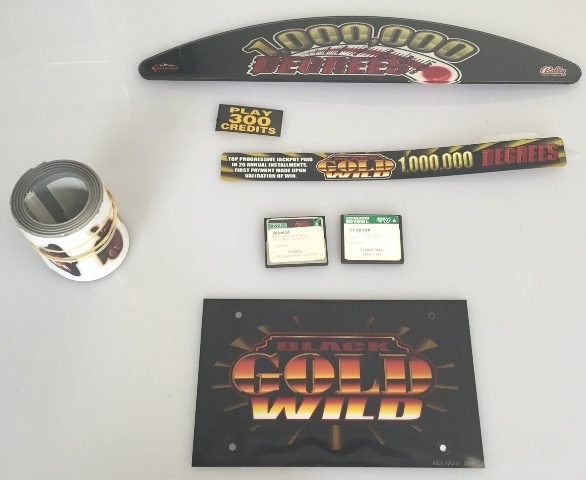 1,000,000
DEGREES
Bally
PLAY
300
CREDITS
TOP PROGRESSIVE JACKPOT PAID
IN 20 ANNUAL INSTALLMENTS.
FIRST PAYMENT MADE UPON
VALIDATION OF WIN.
BLACK
GOLD
WILD
1,000,000 DEGREES
BLACK
GOLD
WILD